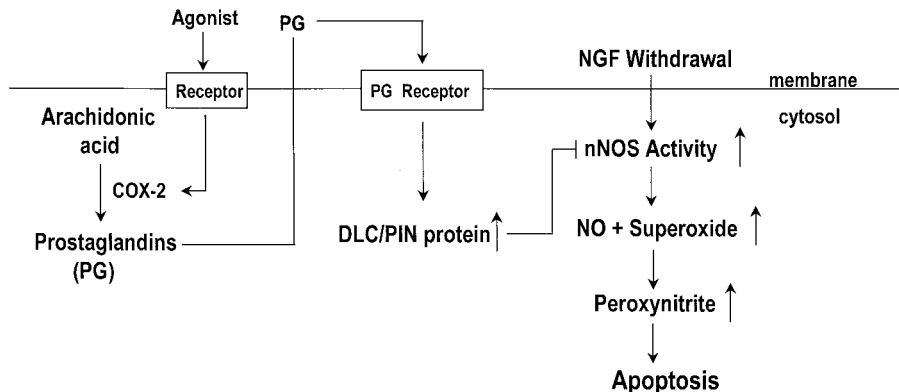 Agonist
PG
NGF Withdrawal
membrane
Receptor
PG Receptor
cytosol
Arachidonic
acid
nNOS Activity
COX-2
Prostaglandins
(PG)
DLC/PIN protein
NO + Superoxide
Peroxynitrite
Apoptosis